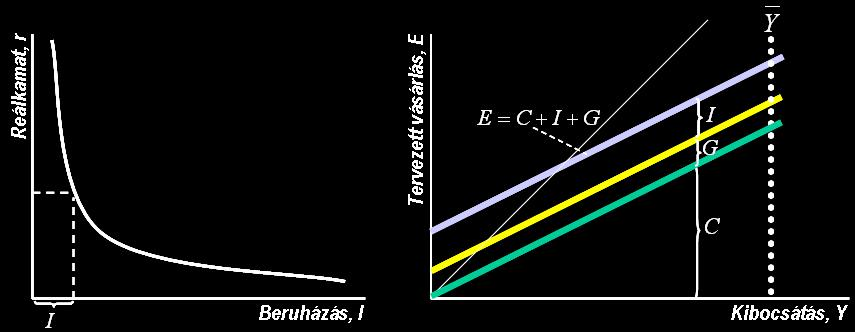 Reálkamat, r
I
Beruházás, I
Tervezett vásárlás, E
E = C + I + G
I
G
C
Y̅
Kibocsátás, Y